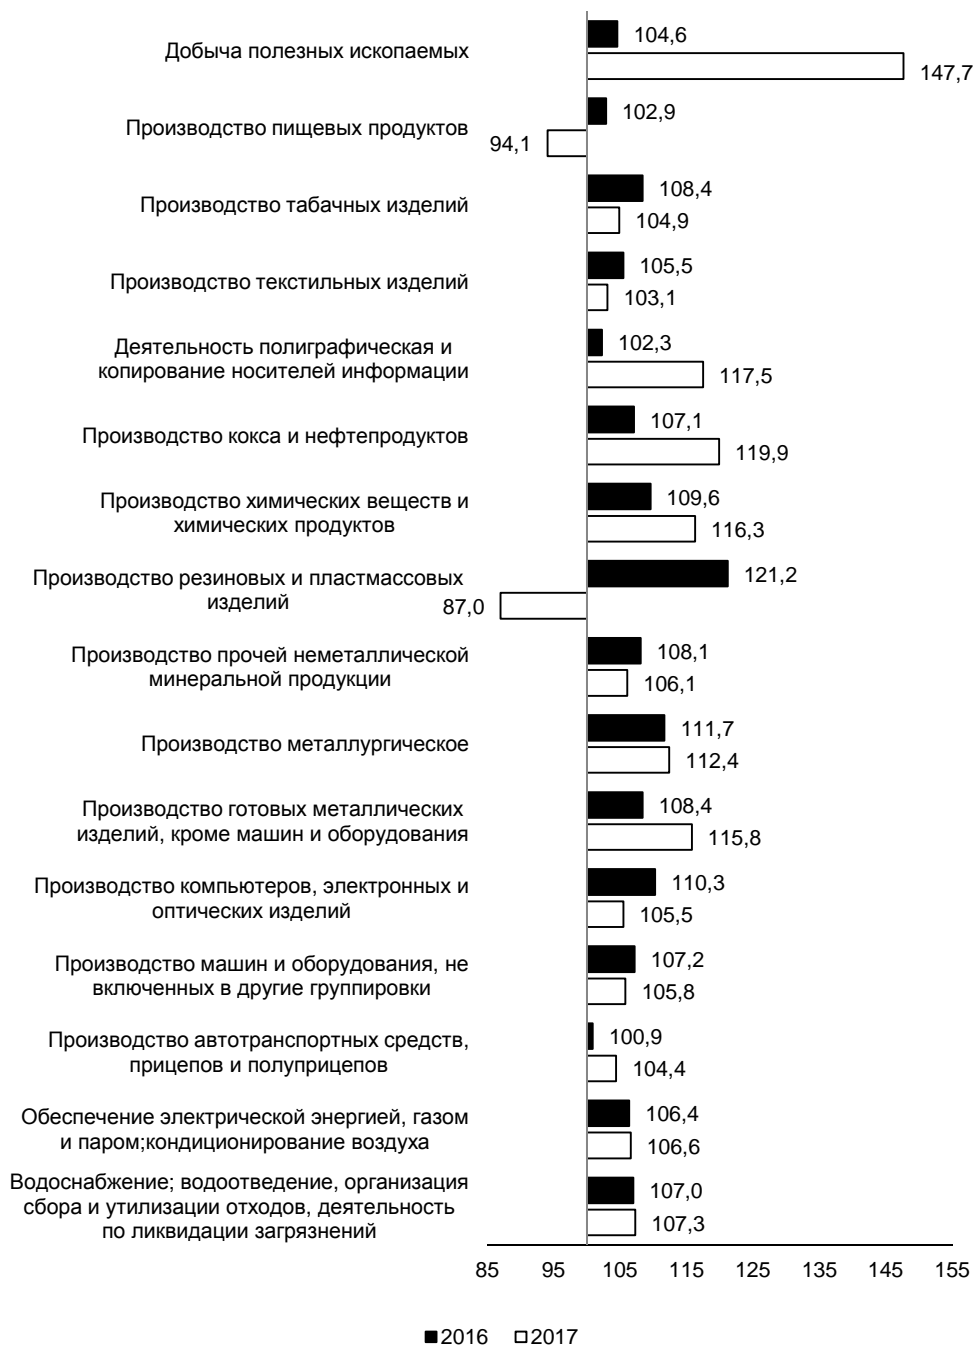 Добыча полезных ископаемых
104,6
147,7
Производство пищевых продуктов
102,9
94,1
Производство табачных изделий
108,4
104,9
Производство текстильных изделий
105,5
103,1
Деятельность полиграфическая и
копирование носителей информации
102,3
117,5
Производство кокса и нефтепродуктов
107,1
119,9
Производство химических веществ и
химических продуктов
109,6
116,3
Производство резиновых и пластмассовых
изделий
121,2
87,0
Производство прочей неметаллической
минеральной продукции
108,1
106,1
Производство металлургическое
111,7
112,4
Производство готовых металлических
изделий, кроме машин и оборудования
108,4
115,8
Производство компьютеров, электронных и
оптических изделий
110,3
105,5
Производство машин и оборудования, не
включенных в другие группировки
107,2
105,8
Производство автотранспортных средств,
прицепов и полуприцепов
100,9
104,4
Обеспечение электрической энергией, газом
и паром;кондиционирование воздуха
106,4
106,6
Водоснабжение; водоотведение, организация
сбора и утилизации отходов, деятельность
по ликвидации загрязнений
107,0
107,3
85 95 105 115 125 135 145 155
2016 2017